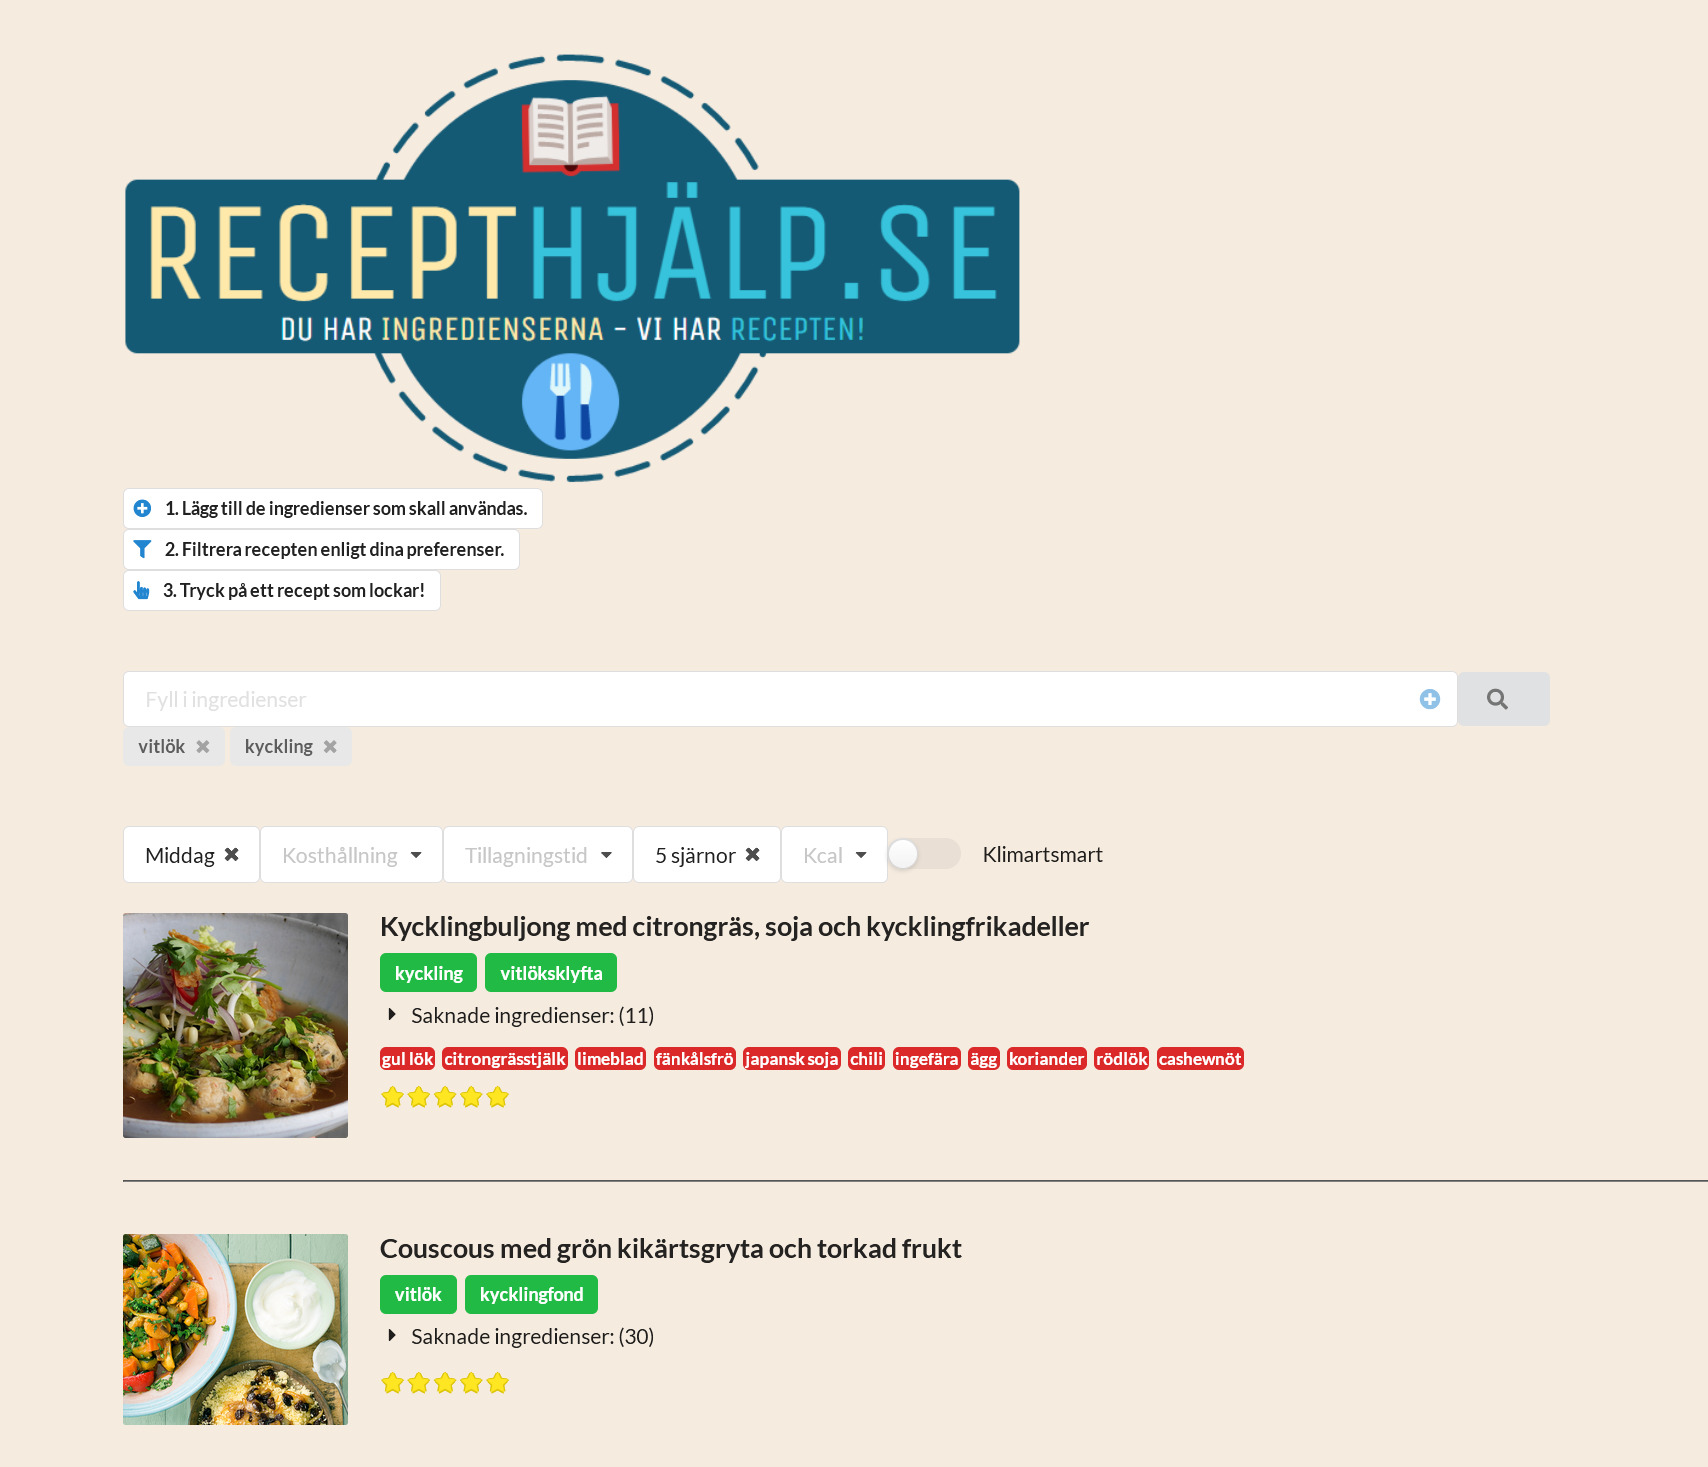 RECEPTHJÄLP.SE
DU HAR INGREDIENSERNA – VI HAR RECEPTEN!
1. Lägg till de ingredienser som skall användas.
2. Filtrera recepten enligt dina preferenser.
3. Tryck på ett recept som lockar!
Fyll i ingredienser
vitlök kyckling
Middag Kosthållning Tillagningstid 5 sjärnor Kcal Klimartsmart
Kycklingbuljong med citrongräs, soja och kycklingfrikadeller
kyckling vitlöksklyfta
Saknade ingredienser: (11)
gul lök citrongrässtjälk limeblad fänkålsfrö japansk soja chili ingefära ägg koriander rödlök cashewnöt
Couscous med grön kikärtsgryta och torkad frukt
vitlök kycklingfond
Saknade ingredienser: (30)